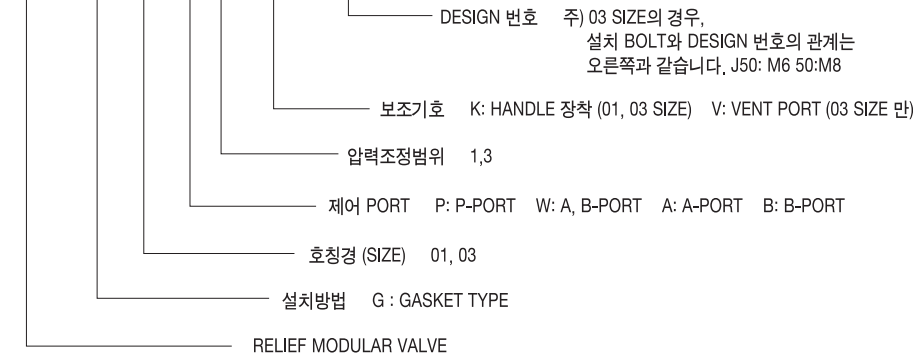 DESIGN 번호 주) 03 SIZE의 경우,
설치 BOLT와 DESIGN 번호의 관계는
오른쪽과 같습니다. J50: M6 50:M8
보조기호 K: HANDLE 장착 (01, 03 SIZE) V: VENT PORT (03 SIZE 만)
압력조정범위 1,3
제어 PORT P: P-PORT W: A, B-PORT A: A-PORT B: B-PORT
호칭경 (SIZE) 01, 03
설치방법 G : GASKET TYPE
RELIEF MODULAR VALVE